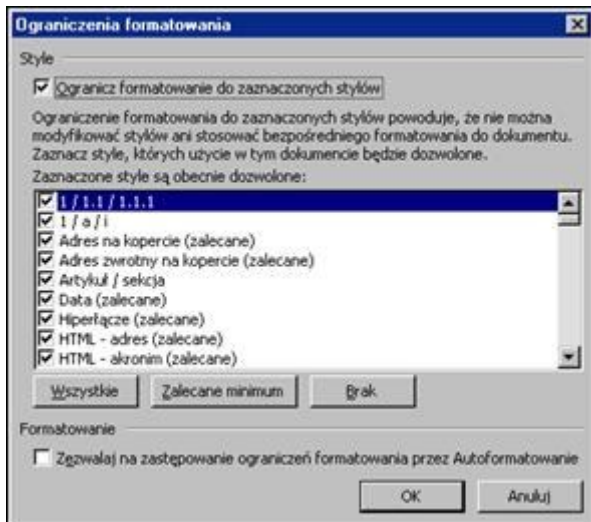 Ograniczenia formatowania
Style
Ogranicz formatowanie do zaznaczonych stylów
Ograniczenie formatowania do zaznaczonych stylów powoduje, że nie można
modyfikować stylów ani stosować bezpośredniego formatowania do dokumentu.
Zaznacz style, których użycie w tym dokumencie będzie dozwolone.
Zaznaczone style są obecnie dozwolone:
1 / 1.1 / 1.1.1
1 / a / i
Adres na kopercie (zalecane)
Adres zwrotny na kopercie (zalecane)
Artykuł / sekcja
Data (zalecane)
Hiperłącze (zalecane)
HTML - adres (zalecane)
HTML - akronim (zalecane)
Wszystkie Zalecane minimum Brak
Formatowanie
Zezwalaj na zastępowanie ograniczeń formatowania przez Autoformatowanie
OK Anuluj